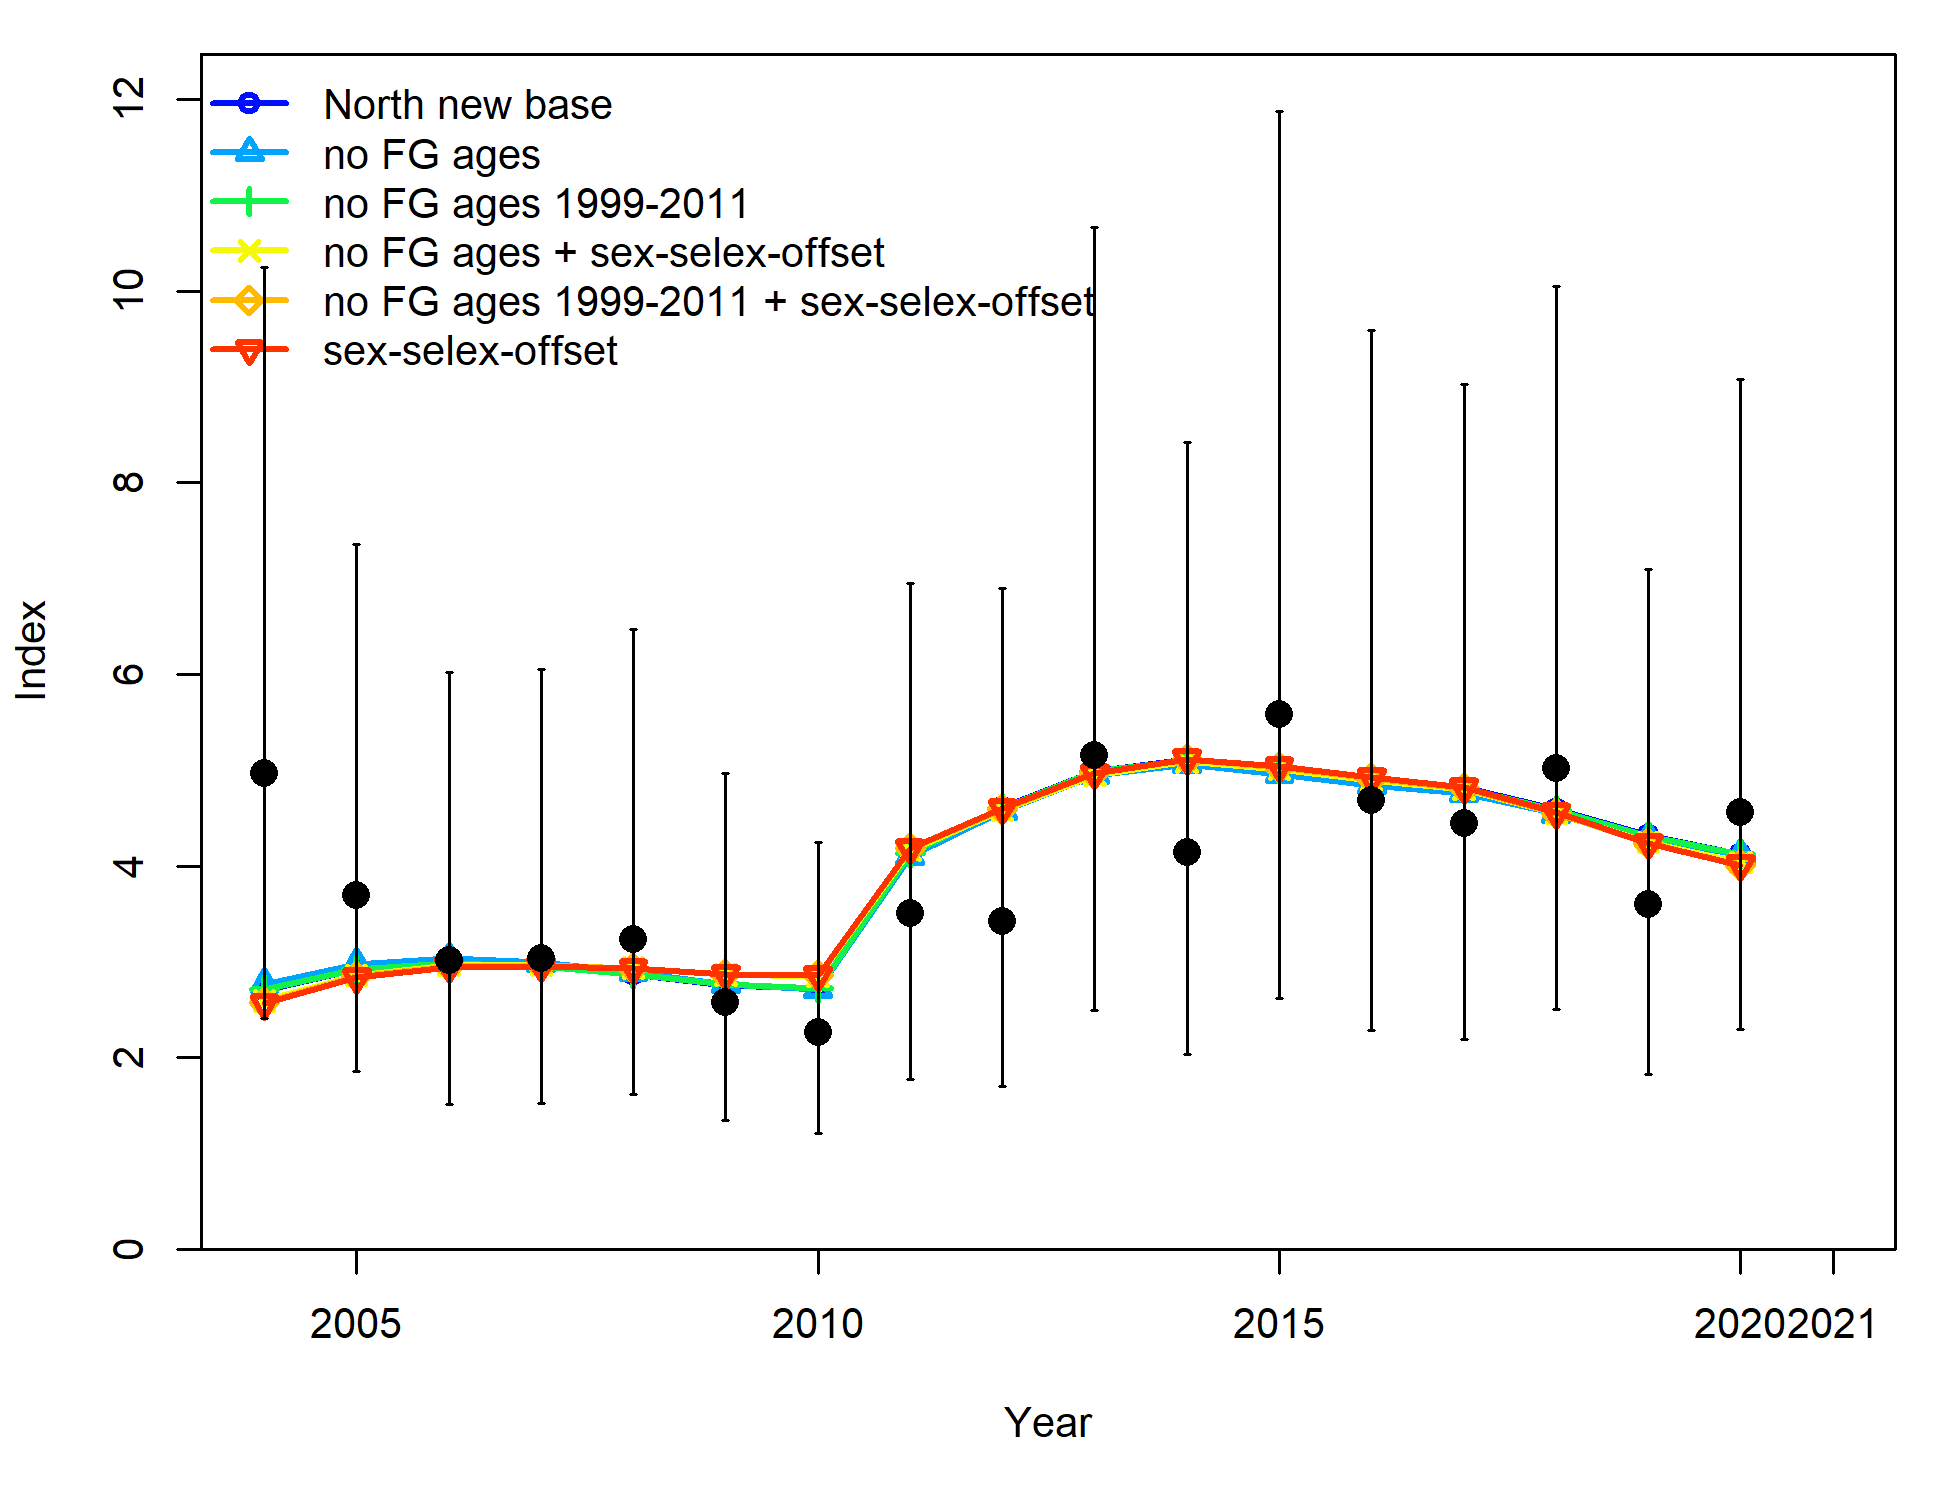 12
10
8
6
4
2
0
Index
North new base
no FG ages
no FG ages 1999-2011
no FG ages + sex-selex-offset
no FG ages 1999-2011 + sex-selex-offset
sex-selex-offset
2005 2010 2015 2020 2021
Year